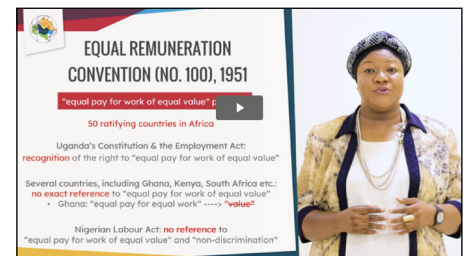 EQUAL REMUNERATION
CONVENTION (NO. 100), 1951
"equal pay for work of equal value" p
50 ratifying countries in Africa
Uganda's Constitution & the Employment Act:
recognition of the right to "equal pay for work of equal value"
Several countries, including Ghana, Kenya, South Africa etc.:
no exact reference to "equal pay for work of equal value"
• Ghana: "equal pay for equal work" ----> "value"
Nigerian Labour Act: no reference to
"equal pay for work of equal value" and "non-discrimination"